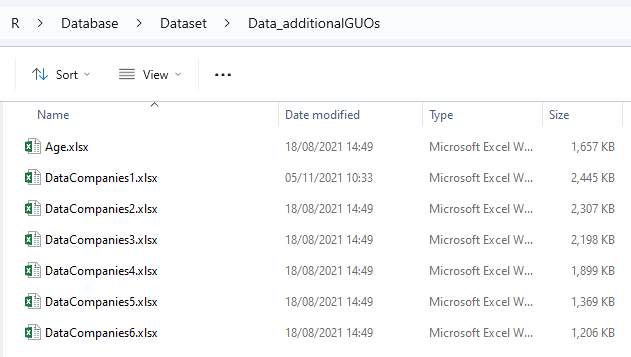 R > Database > Dataset > Data_additionalGUOs
Sort View ...
Name Date modified Type Size
Age.xlsx 18/08/2021 14:49 Microsoft Excel W... 1,657 KB
DataCompanies1.xlsx 05/11/2021 10:33 Microsoft Excel W... 2,445 KB
DataCompanies2.xlsx 18/08/2021 14:49 Microsoft Excel W... 2,307 KB
DataCompanies3.xlsx 18/08/2021 14:49 Microsoft Excel W... 2,198 KB
DataCompanies4.xlsx 18/08/2021 14:49 Microsoft Excel W... 1,899 KB
DataCompanies5.xlsx 18/08/2021 14:49 Microsoft Excel W... 1,369 KB
DataCompanies6.xlsx 18/08/2021 14:49 Microsoft Excel W... 1,206 KB